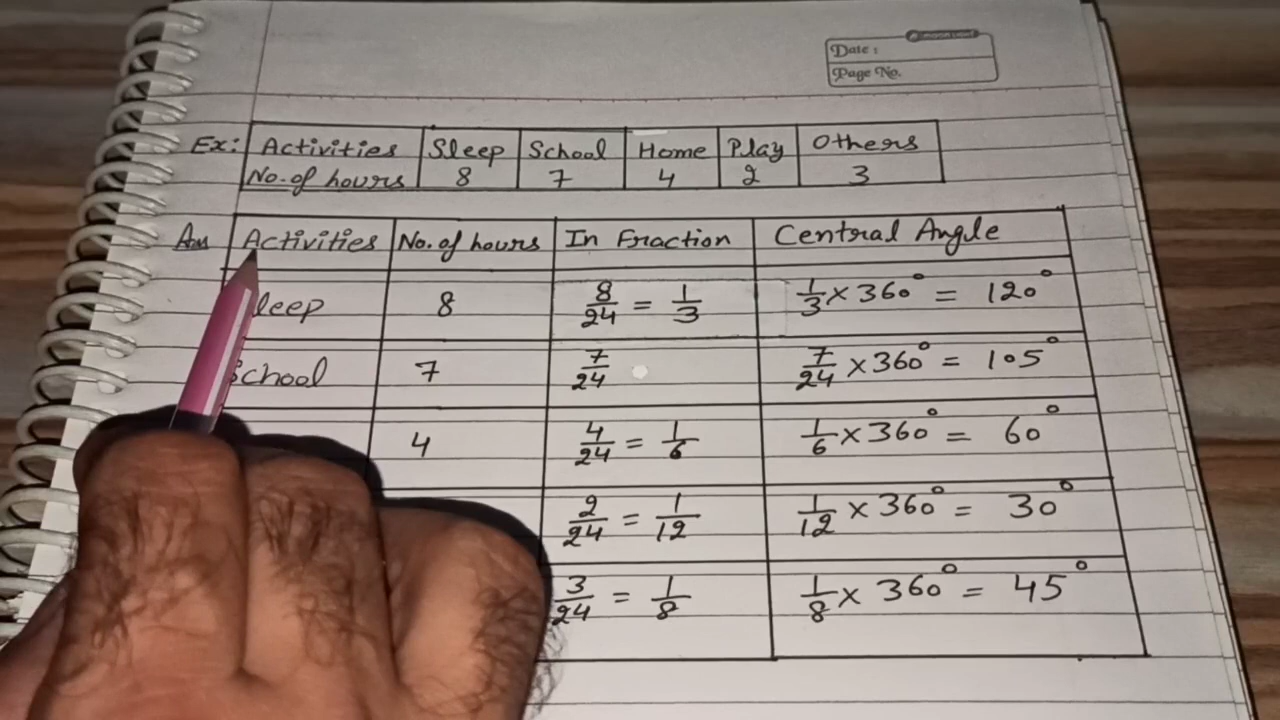 Date :
Page No.
Ex: Activities Sleep School Home Play Others
No. of hours 8 7 4 2 3
Ans Activities No. of hours In Fraction Central Angle
Sleep 8 8/24 = 1/3 1/3 × 360° = 120°
School 7 7/24 7/24 × 360° = 105°
4 4/24 = 1/6 1/6 × 360° = 60°
2/24 = 1/12 1/12 × 360° = 30°
3/24 = 1/8 1/8 × 360° = 45°